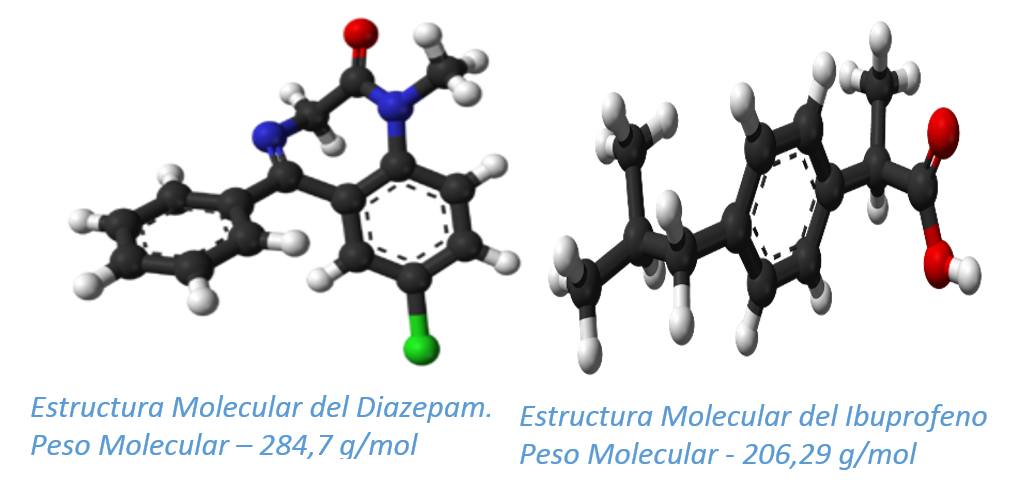 Estructura Molecular del Diazepam.
Peso Molecular – 284,7 g/mol
Estructura Molecular del Ibuprofeno
Peso Molecular - 206,29 g/mol